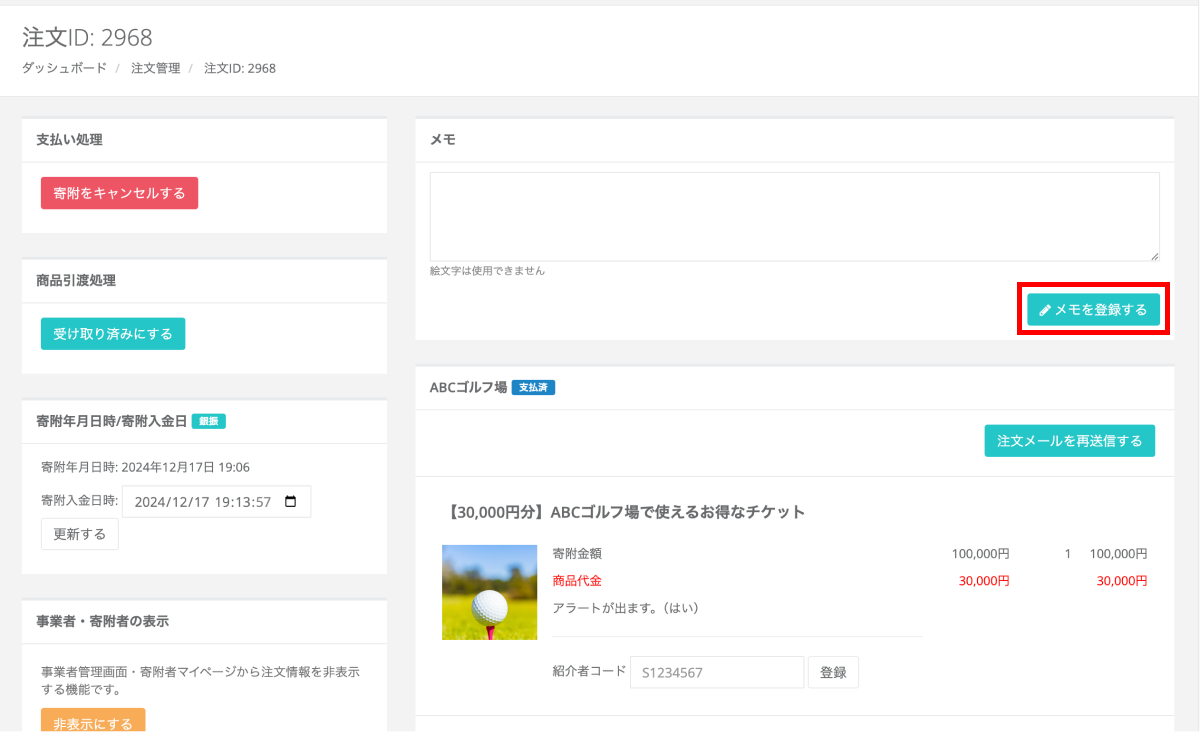 注文ID: 2968
ダッシュボード / 注文管理 / 注文ID: 2968
支払い処理
寄附をキャンセルする
商品引渡処理
受け取り済みにする
寄附年月日時/寄附入金日 銀振
寄附年月日時: 2024年12月17日 19:06
寄附入金日時: 2024/12/17 19:13:57
更新する
事業者・寄附者の表示
事業者管理画面・寄附者マイページから注文情報を非表示
する機能です。
非表示にする
メモ
絵文字は使用できません
メモを登録する
ABCゴルフ場 支払済
注文メールを再送信する
【30,000円分】ABCゴルフ場で使えるお得なチケット
寄附金額 100,000円 1 100,000円
商品代金 30,000円 30,000円
アラートが出ます。（はい）
紹介者コード S1234567 登録